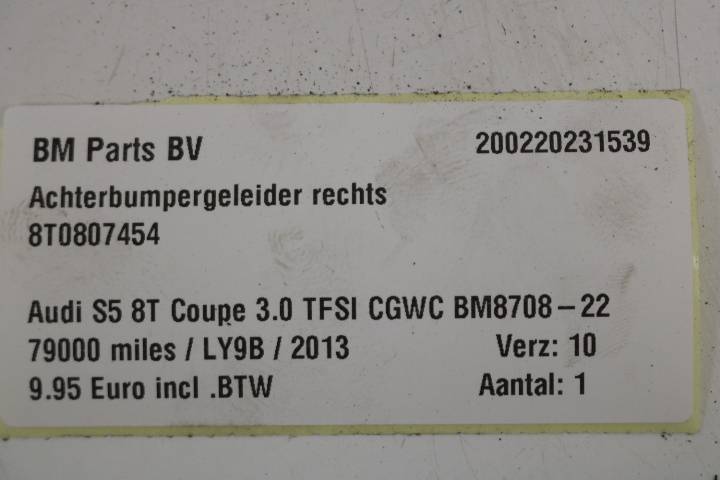 BM Parts BV 200220231539
Achterbumpergeleider rechts
8T0807454
Audi S5 8T Coupe 3.0 TFSI CGWC BM8708-22
79000 miles / LY9B / 2013 Verz: 10
9.95 Euro incl .BTW Aantal: 1